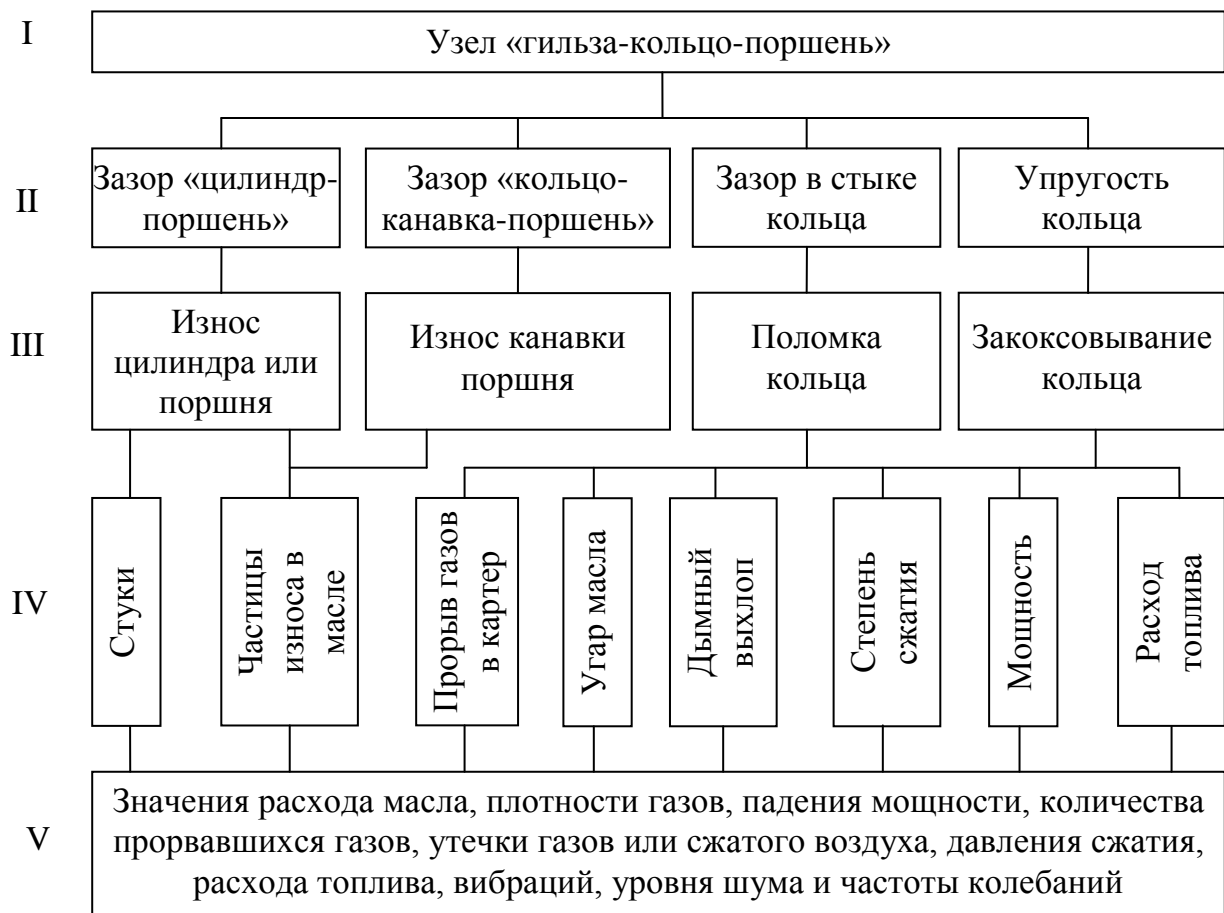 I
Узел «гильза-кольцо-поршень»
II
Зазор «цилиндр-
поршень»
Зазор «кольцо-
канавка-поршень»
Зазор в стыке
кольца
Упругость
кольца
III
Износ
цилиндра или
поршня
Износ канавки
поршня
Поломка
кольца
Закоксовывание
кольца
IV
Стуки
Частицы
износа в
масле
Прорыв газов
в картер
Угар масла
Дымный
выхлоп
Степень
сжатия
Мощность
Расход
топлива
V
Значения расхода масла, плотности газов, падения мощности, количества
прорвавшихся газов, утечки газов или сжатого воздуха, давления сжатия,
расхода топлива, вибраций, уровня шума и частоты колебаний